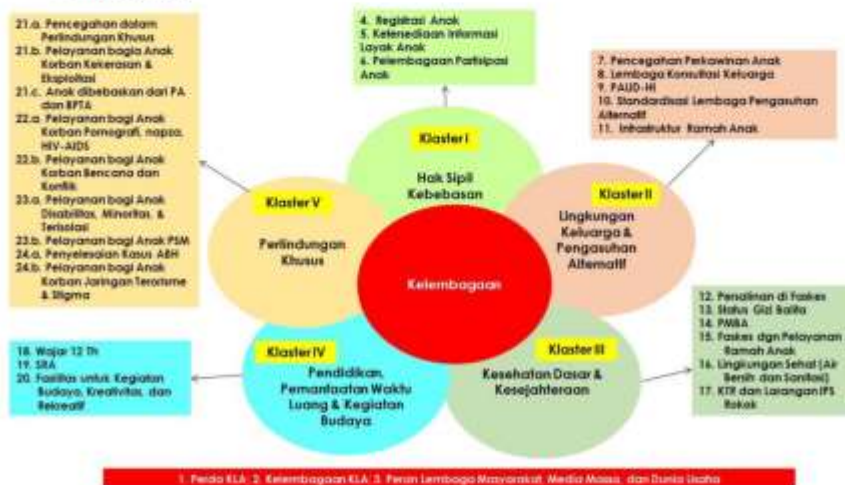 21.a. Pencegahan dalam
Perlindungan Khusus
21.b. Pelayanan bagia Anak
Korban Kekerasan &
Eksploitasi
21.c. Anak dibebaskan dari PA
dan BPTA
22.a. Pelayanan bagi Anak
Korban Pornografi, napza,
HIV-AIDS
22.b. Pelayanan bagi Anak
Korban Bencana dan
Konflik
23.a. Pelayanan bagi Anak
Disabilitas, Minoritas, &
Terisolasi
23.b. Pelayanan bagi Anak PSM
24.a. Penyelesaian Kasus ABH
24.b. Pelayanan bagi Anak
Korban Jaringan Terorisme
& Stigma
4. Registrasi Anak
5. Ketersediaan Informasi
Layak Anak
6. Pelembagaan Partisipasi
Anak
7. Pencegahan Perkawinan Anak
8. Lembaga Konsultasi Keluarga
9. PAUD-HI
10. Standardisasi Lembaga Pengasuhan
Alternatif
11. Infrastruktur Ramah Anak
Klaster I
Hak Sipil
Kebebasan
Klaster II
Lingkungan
Keluarga &
Pengasuhan
Alternatif
Klaster V
Perlindungan
Khusus
Kelembagaan
Klaster IV
Pendidikan,
Pemanfaatan Waktu
Luang & Kegiatan
Budaya
Klaster III
Kesehatan Dasar &
Kesejahteraan
12. Persalinan di Faskes
13. Status Gizi Balita
14. PMBA
15. Faskes dgn Pelayanan
Ramah Anak
16. Lingkungan Sehat (Air
Bersih dan Sanitasi)
17. KTR dan Larangan IPS
Rokok
18. Wajar 12 Th
19. SRA
20. Fasilitas untuk Kegiatan
Budaya, Kreativitas, dan
Rekreatif
1. Perda KLA 2. Kelembagaan KLA 3. Peran Lembaga Masyarakat, Media Massa, dan Dunia Usaha